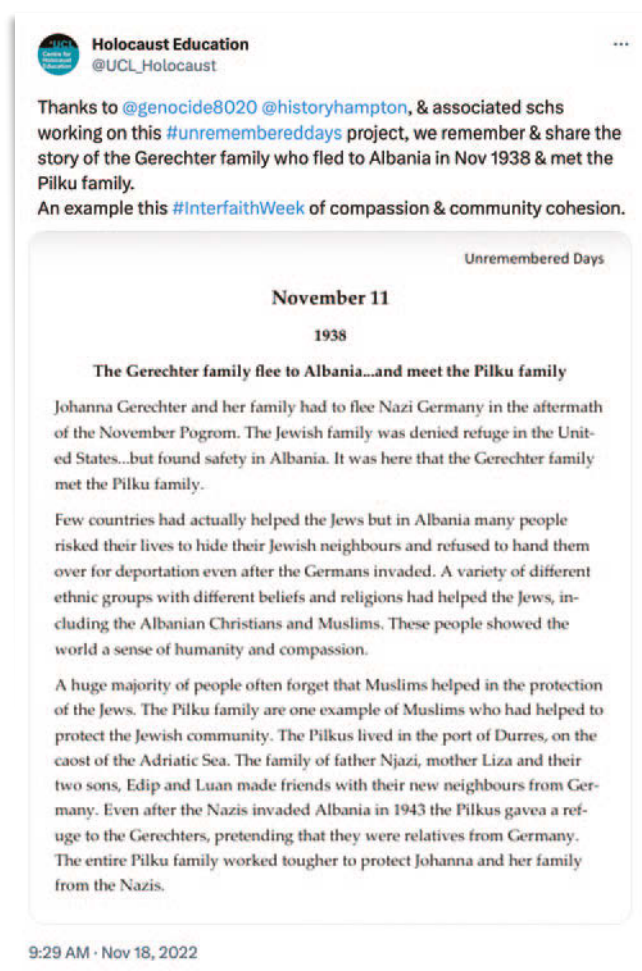 UCL
Centre for
Holocaust
Education
Holocaust Education
@UCL_Holocaust
Thanks to @genocide8020 @historyhampton, & associated schs
working on this #unremembereddays project, we remember & share the
story of the Gerechter family who fled to Albania in Nov 1938 & met the
Pilku family.
An example this #InterfaithWeek of compassion & community cohesion.
Unremembered Days
November 11
1938
The Gerechter family flee to Albania...and meet the Pilku family
Johanna Gerechter and her family had to flee Nazi Germany in the aftermath
of the November Pogrom. The Jewish family was denied refuge in the Unit-
ed States...but found safety in Albania. It was here that the Gerechter family
met the Pilku family.
Few countries had actually helped the Jews but in Albania many people
risked their lives to hide their Jewish neighbours and refused to hand them
over for deportation even after the Germans invaded. A variety of different
ethnic groups with different beliefs and religions had helped the Jews, in-
cluding the Albanian Christians and Muslims. These people showed the
world a sense of humanity and compassion.
A huge majority of people often forget that Muslims helped in the protection
of the Jews. The Pilku family are one example of Muslims who had helped to
protect the Jewish community. The Pilkus lived in the port of Durres, on the
caost of the Adriatic Sea. The family of father Njazi, mother Liza and their
two sons, Edip and Luan made friends with their new neighbours from Ger-
many. Even after the Nazis invaded Albania in 1943 the Pilkus gavea a ref-
uge to the Gerechters, pretending that they were relatives from Germany.
The entire Pilku family worked tougher to protect Johanna and her family
from the Nazis.
9:29 AM · Nov 18, 2022